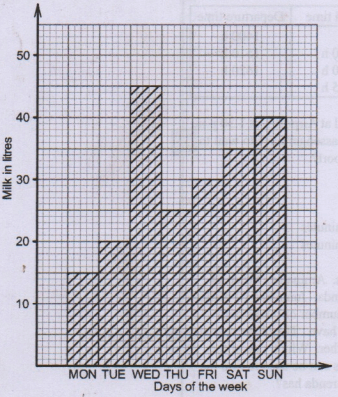 50
40
30
20
10
Milk in litres
MON TUE WED THU FRI SAT SUN
Days of the week